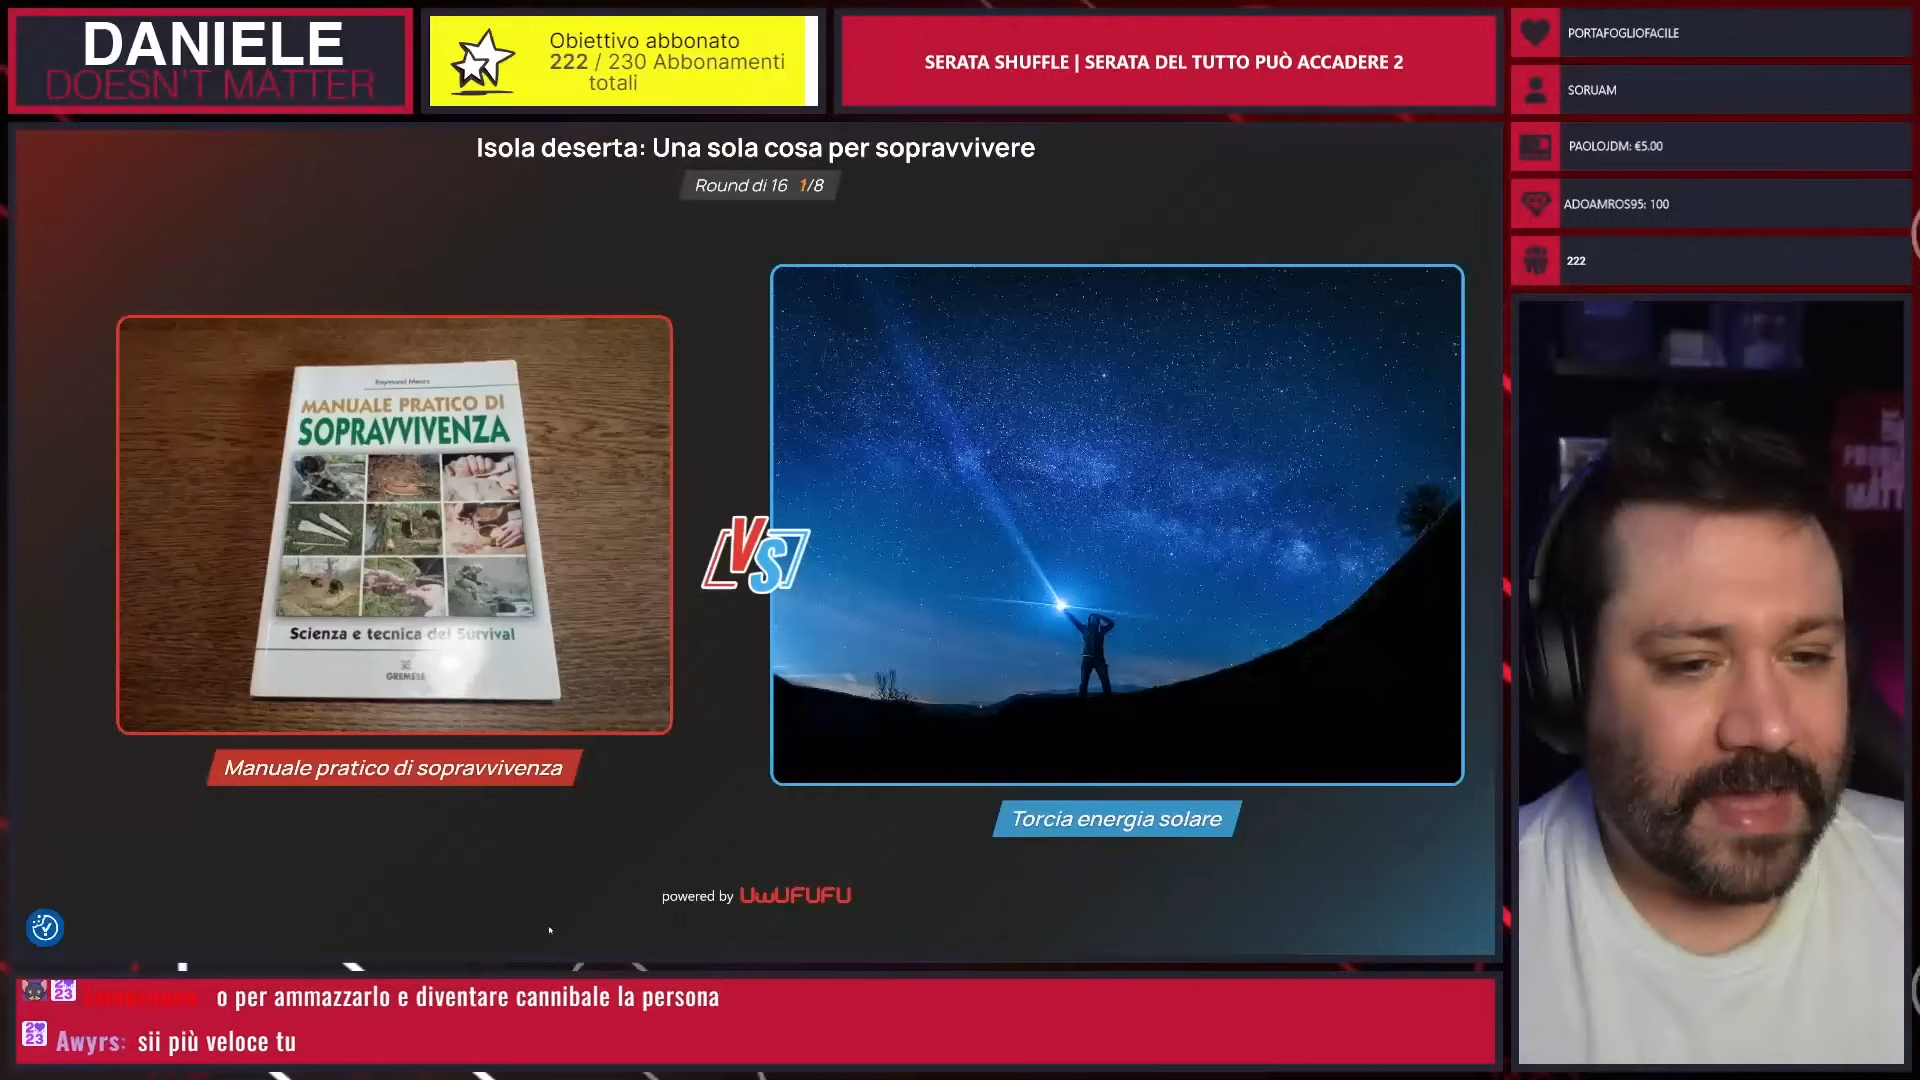 DANIELE
DOESN'T MATTER
Obiettivo abbonato
222 / 230 Abbonamenti
totali
SERATA SHUFFLE | SERATA DEL TUTTO PUÒ ACCADERE 2
PORTAFOGLIOFACILE
SORUAM
PAOLOJDM: €5.00
ADOAMROS95: 100
222
Isola deserta: Una sola cosa per sopravvivere
Round di 16 1/8
Raymond Mears
MANUALE PRATICO DI
SOPRAVVIVENZA
Scienza e tecnica del Survival
GREMESE
VS
Manuale pratico di sopravvivenza
Torcia energia solare
powered by UWUFUFU
o per ammazzarlo e diventare cannibale la persona
Awyrs: sii più veloce tu